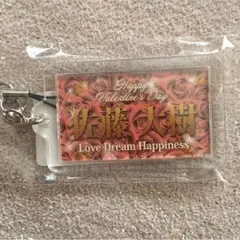 Happy
Valentine's Day
佐藤大樹
Love Dream Happiness